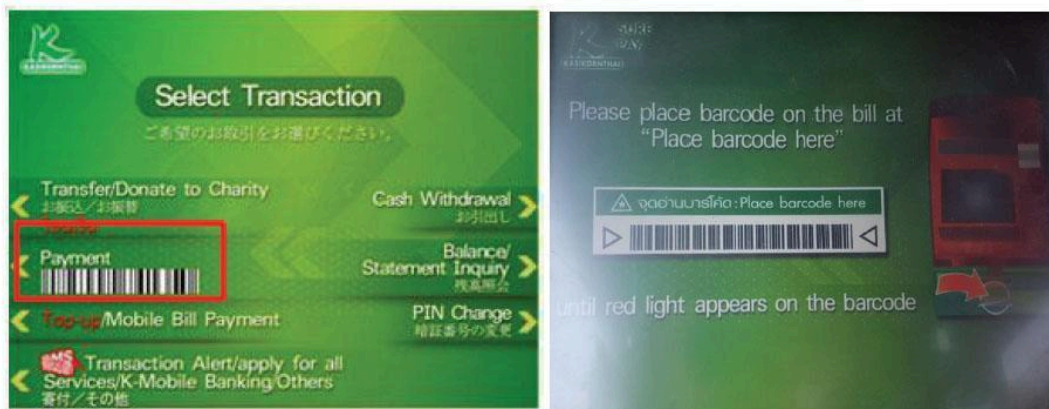 KASIKORNTHAI
Select Transaction
ご希望のお取引をお選びください。
Transfer/Donate to Charity
お振込/お振替
Cash Withdrawal
お引出し
Payment
Balance/
Statement Inquiry
残高照会
Top-up/Mobile Bill Payment
PIN Change
暗証番号の変更
SMS Transaction Alert/apply for all
Services/K-Mobile Banking/Others
寄付/その他
SURE
PAY
KASIKORNTHAI
Please place barcode on the bill at
“Place barcode here”
จุดอ่านบาร์โค้ด:Place barcode here
until red light appears on the barcode